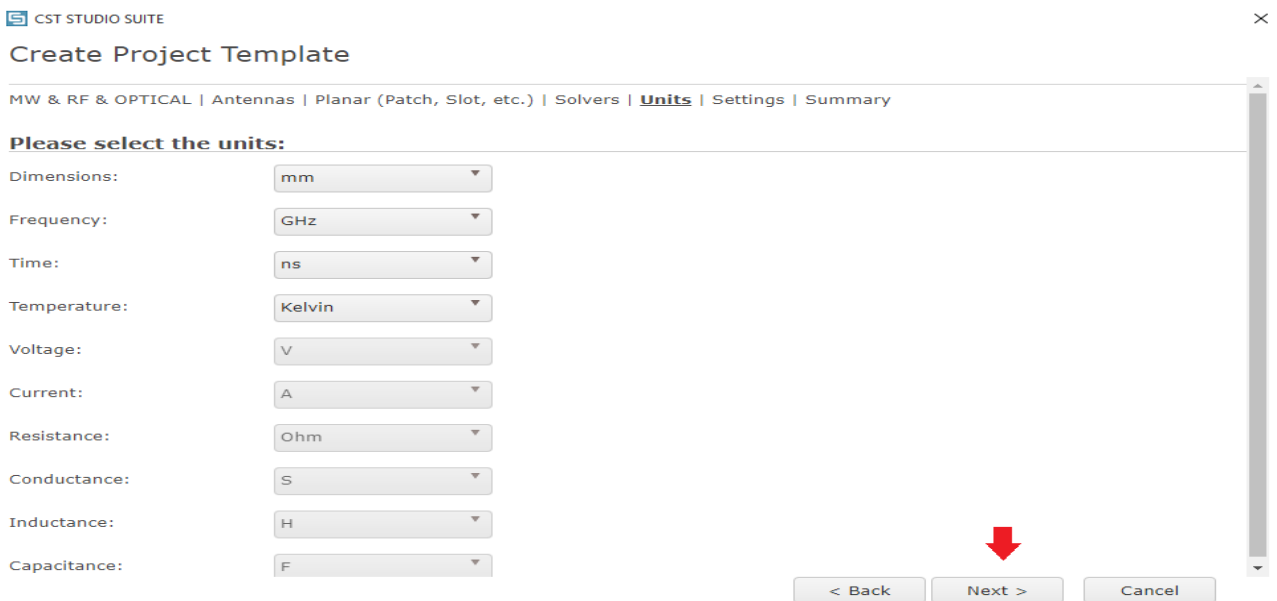 CST STUDIO SUITE
Create Project Template
MW & RF & OPTICAL | Antennas | Planar (Patch, Slot, etc.) | Solvers | Units | Settings | Summary
Please select the units:
Dimensions: mm
Frequency: GHz
Time: ns
Temperature: Kelvin
Voltage: V
Current: A
Resistance: Ohm
Conductance: S
Inductance: H
Capacitance: F
< Back Next > Cancel